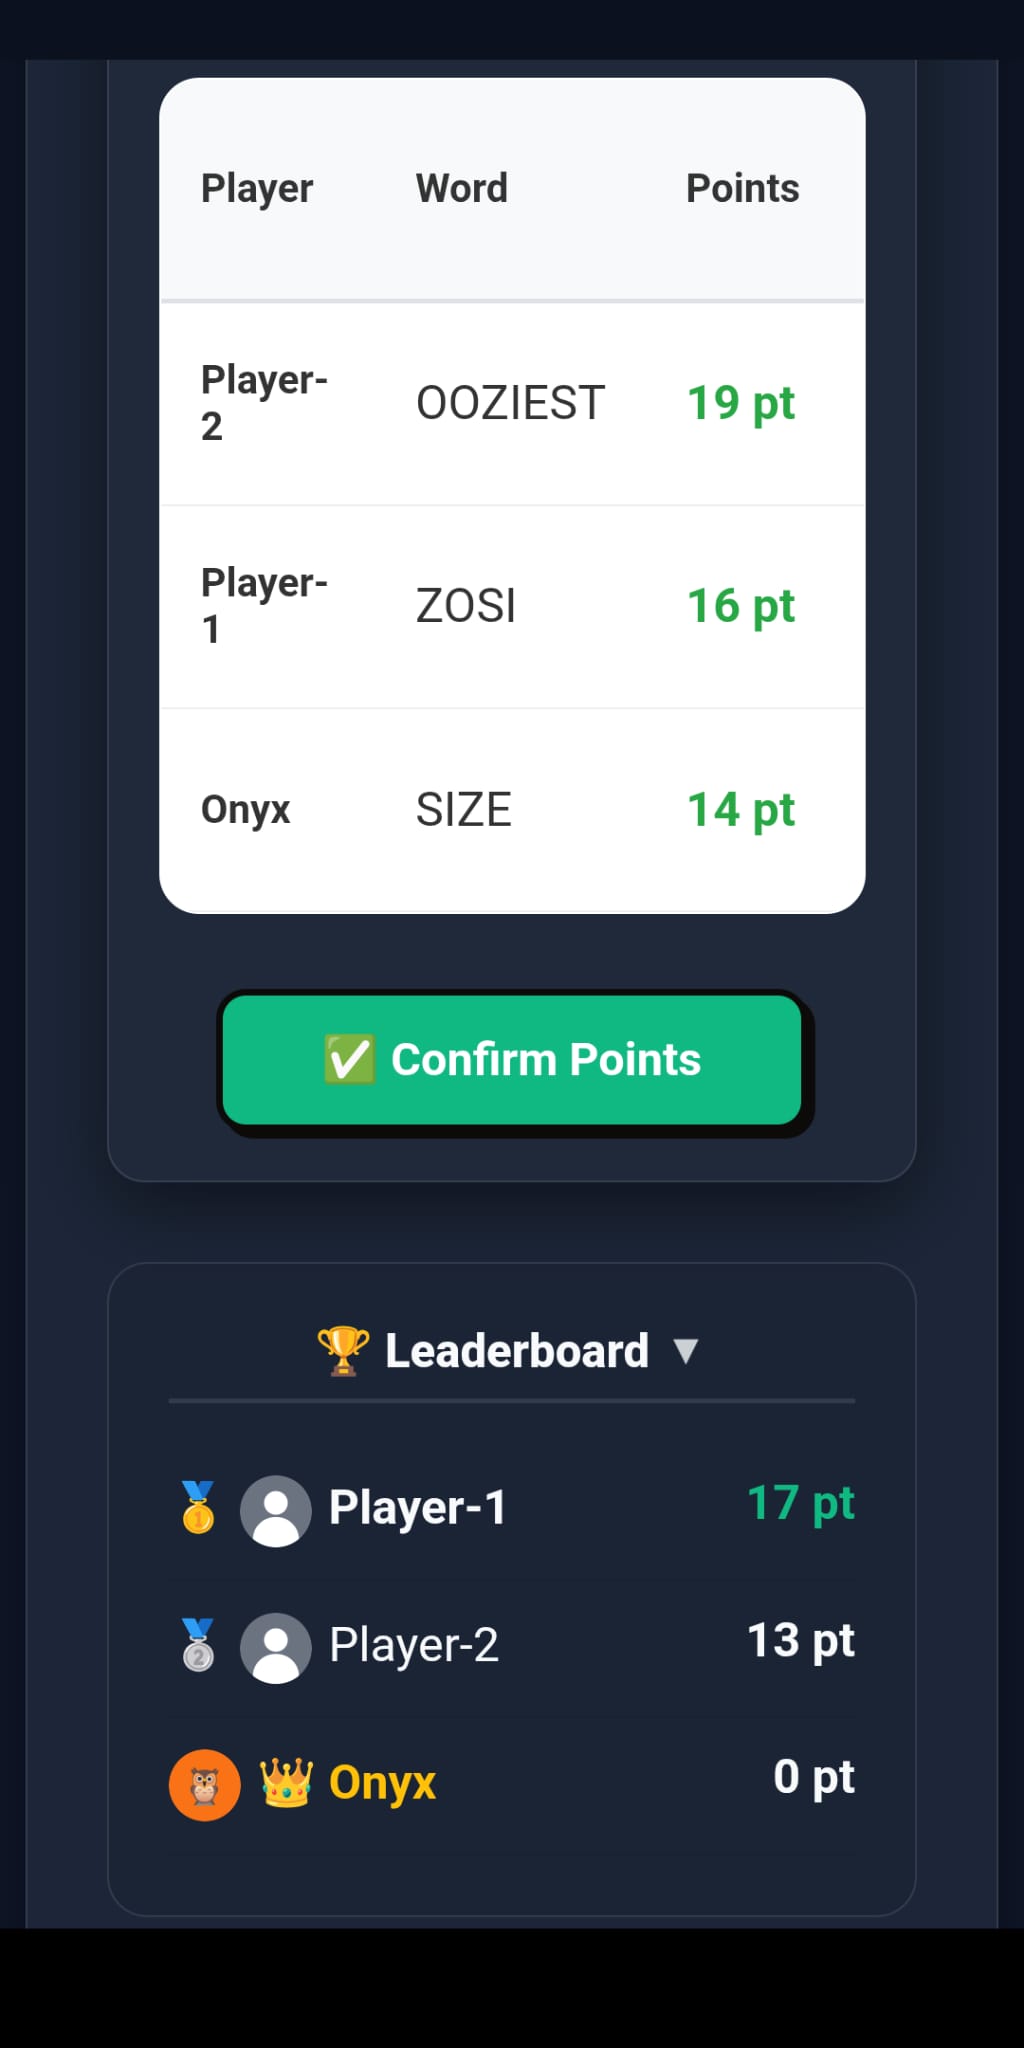 Player Word Points
Player-
2
OOZIEST 19 pt
Player-
1
ZOSI 16 pt
Onyx SIZE 14 pt
✅ Confirm Points
🏆 Leaderboard ▼
🥇 Player-1 17 pt
🥈 Player-2 13 pt
🦉 👑 Onyx 0 pt